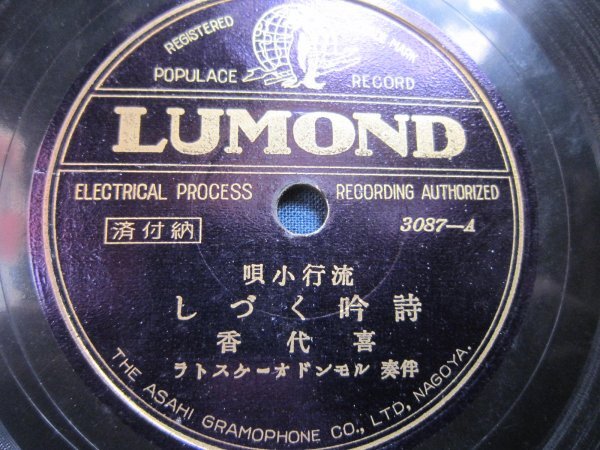 REGISTERED TRADE MARK
POPULACE RECORD
LUMOND
ELECTRICAL PROCESS RECORDING AUTHORIZED
済付納
3087-A
唄小行流
しづく吟詩
香代喜
ラトスケーオドンモル 奏伴
THE ASAHI GRAMOPHONE CO., LTD, NAGOYA.